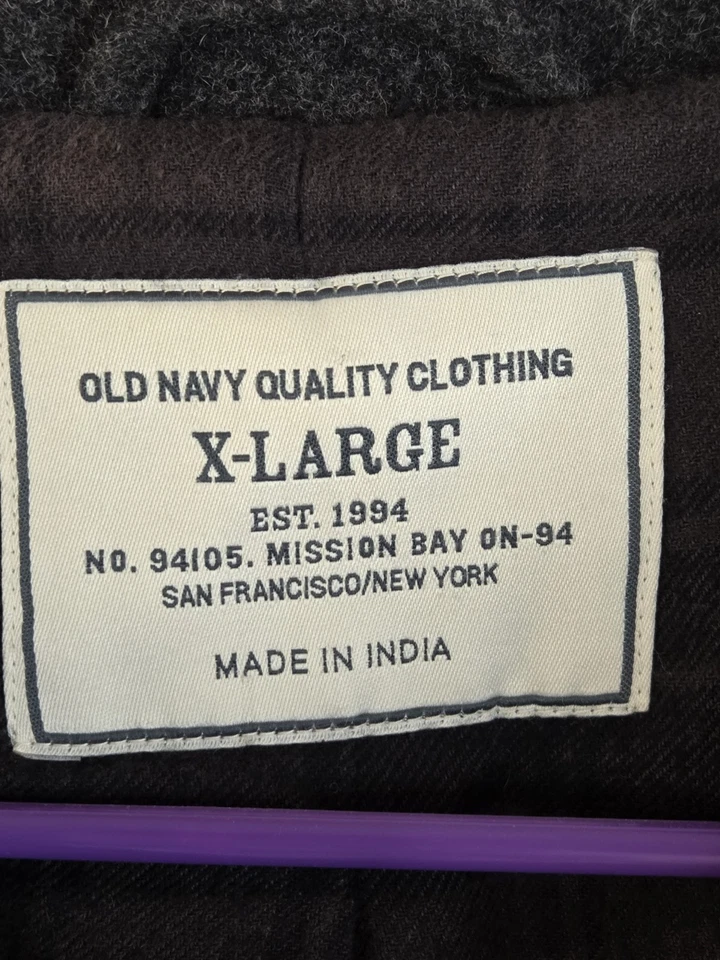 OLD NAVY QUALITY CLOTHING
X-LARGE
EST. 1994
NO. 94105. MISSION BAY ON-94
SAN FRANCISCO/NEW YORK
MADE IN INDIA